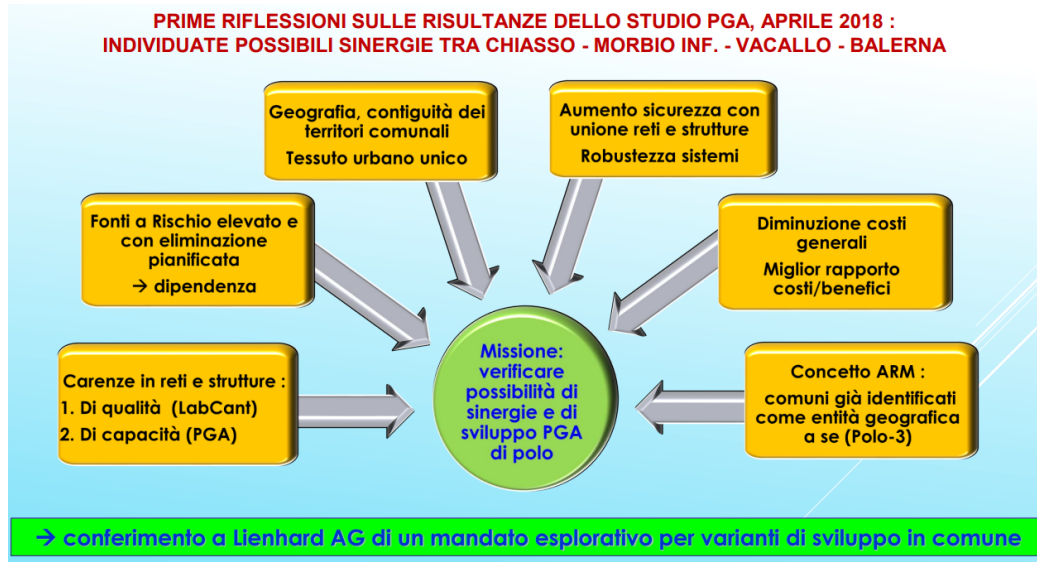 PRIME RIFLESSIONI SULLE RISULTANZE DELLO STUDIO PGA, APRILE 2018 :
INDIVIDUATE POSSIBILI SINERGIE TRA CHIASSO - MORBIO INF. - VACALLO - BALERNA
Geografia, contiguità dei
territori comunali
Tessuto urbano unico
Aumento sicurezza con
unione reti e strutture
Robustezza sistemi
Fonti a Rischio elevato e
con eliminazione
pianificata
→ dipendenza
Diminuzione costi
generali
Miglior rapporto
costi/benefici
Carenze in reti e strutture :
1. Di qualità (LabCant)
2. Di capacità (PGA)
Missione:
verificare
possibilità di
sinergie e di
sviluppo PGA
di polo
Concetto ARM :
comuni già identificati
come entità geografica
a se (Polo-3)
→ conferimento a Lienhard AG di un mandato esplorativo per varianti di sviluppo in comune